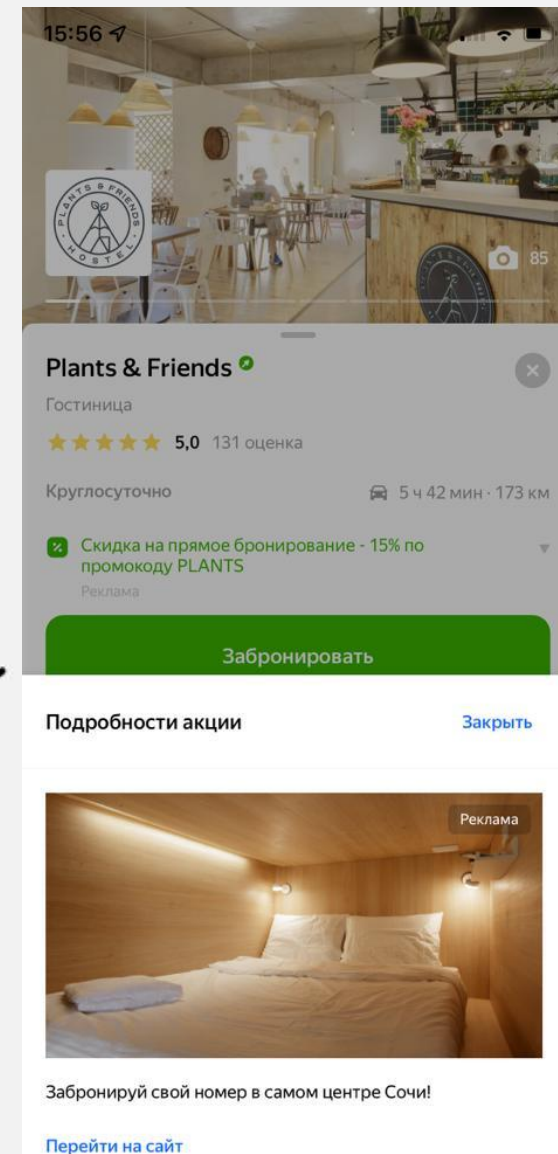 15:56
PLANTS & FRIENDS
HOSTEL
85
Plants & Friends
Гостиница
5,0 131 оценка
Круглосуточно
5 ч 42 мин · 173 км
Скидка на прямое бронирование - 15% по
промокоду PLANTS
Реклама
Забронировать
Подробности акции
Закрыть
Реклама
Забронируй свой номер в самом центре Сочи!
Перейти на сайт